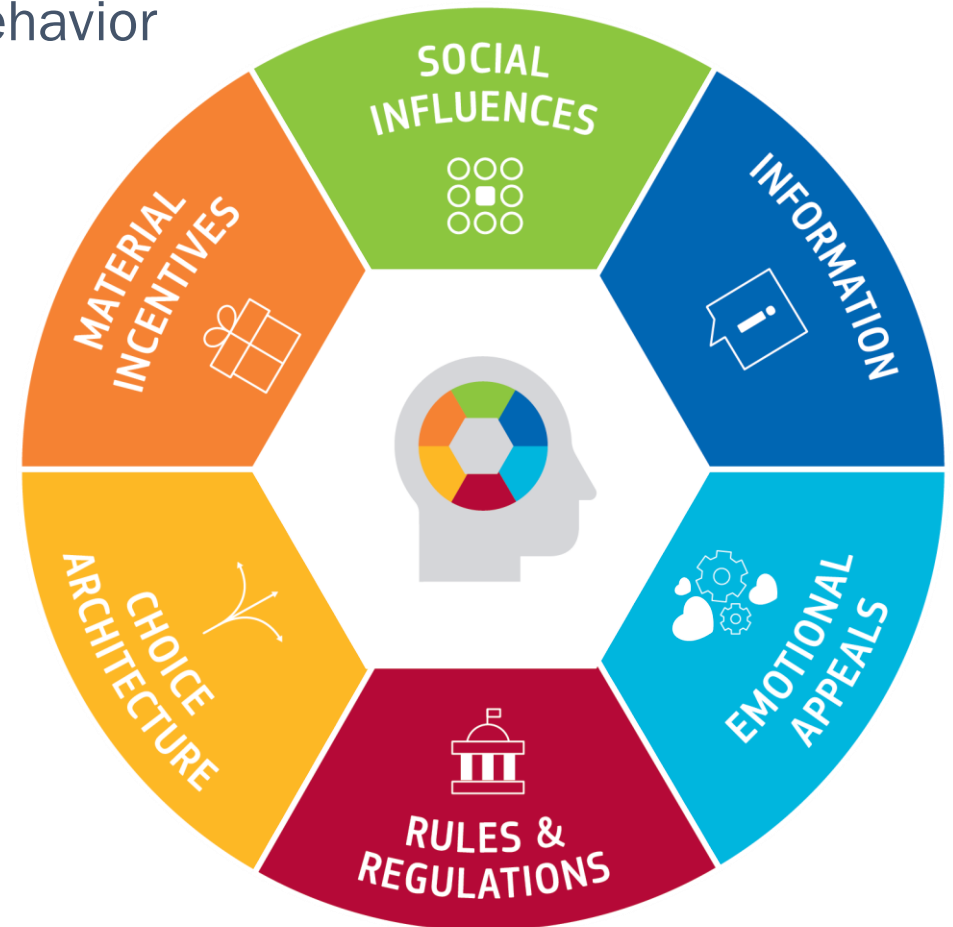 ehavior
SOCIAL
INFLUENCES
INFORMATION
EMOTIONAL
APPEALS
RULES &
REGULATIONS
CHOICE
ARCHITECTURE
MATERIAL
INCENTIVES